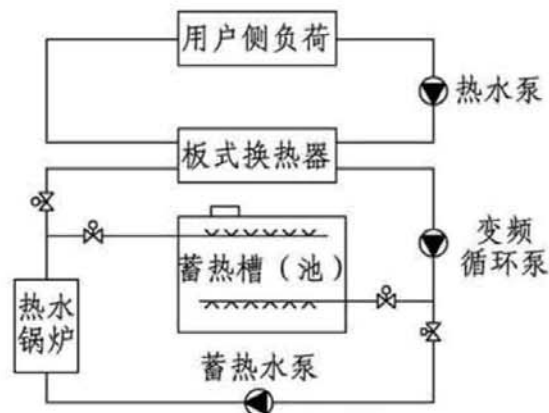 用户侧负荷
热水泵
板式换热器
变频
循环泵
蓄热槽（池）
热水
锅炉
蓄热水泵